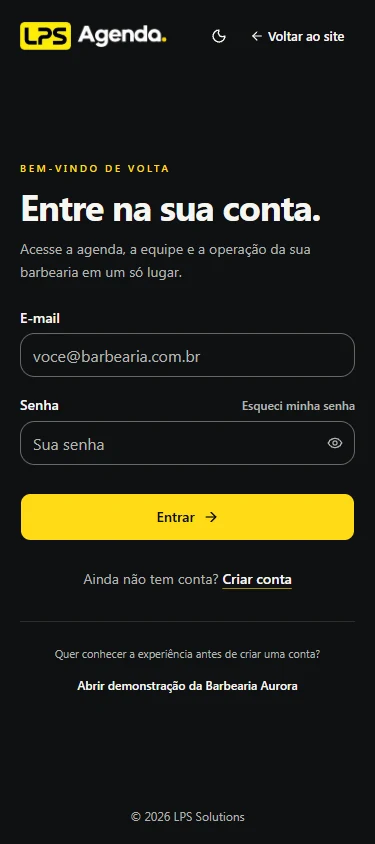 LPS Agenda.
Voltar ao site
BEM-VINDO DE VOLTA
Entre na sua conta.
Acesse a agenda, a equipe e a operação da sua
barbearia em um só lugar.
E-mail
voce@barbearia.com.br
Senha
Esqueci minha senha
Sua senha
Entrar
Ainda não tem conta? Criar conta
Quer conhecer a experiência antes de criar uma conta?
Abrir demonstração da Barbearia Aurora
© 2026 LPS Solutions